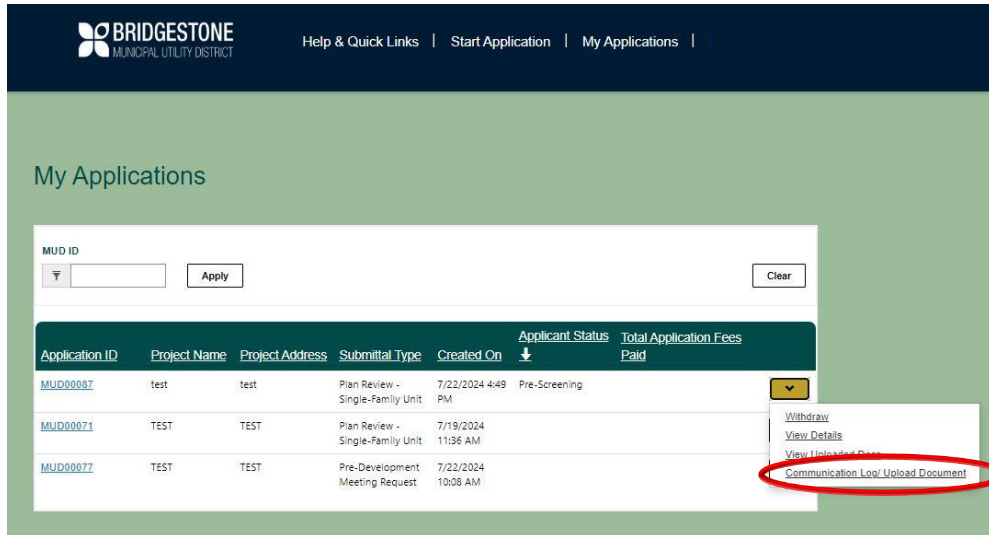 BRIDGESTONE
MUNICIPAL UTILITY DISTRICT
Help & Quick Links | Start Application | My Applications |
My Applications
MUD ID
Apply
Clear
Application ID Project Name Project Address Submittal Type Created On Applicant Status Total Application Fees Paid
MUD00087 test test Plan Review - Single-Family Unit 7/22/2024 4:49 PM Pre-Screening
MUD00071 TEST TEST Plan Review - Single-Family Unit 7/19/2024 11:36 AM
MUD00077 TEST TEST Pre-Development Meeting Request 7/22/2024 10:08 AM
Withdraw
View Details
View Uploaded Docs
Communication Log/ Upload Document